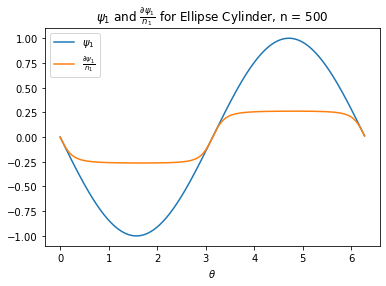 ψ₁ and ∂ψ₁/n₁ for Ellipse Cylinder, n = 500
ψ₁
∂ψ₁/n₁
1.00
0.75
0.50
0.25
0.00
−0.25
−0.50
−0.75
−1.00
0 1 2 3 4 5 6
θ